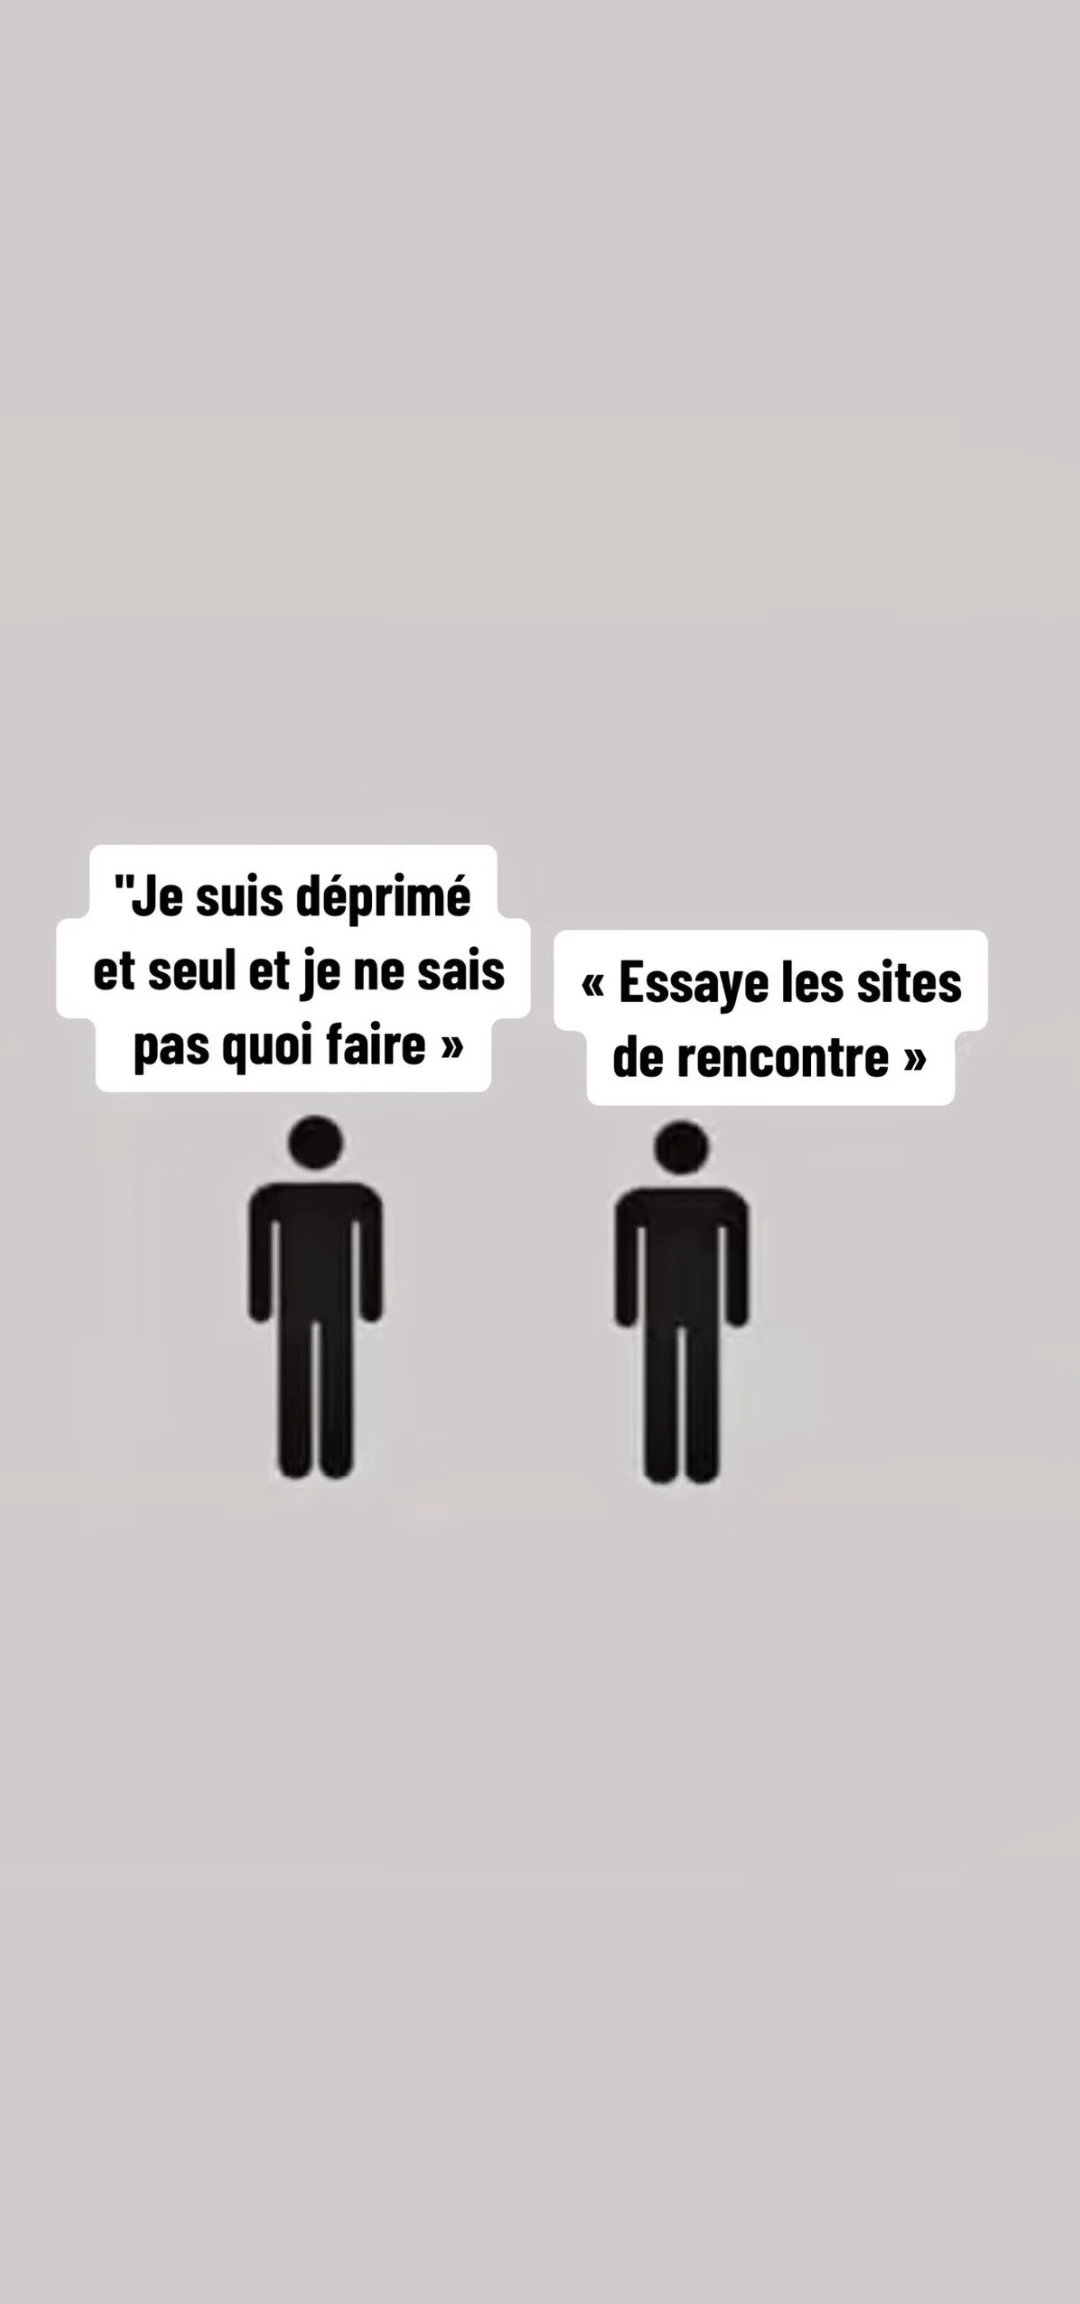 "Je suis déprimé
et seul et je ne sais
pas quoi faire »
« Essaye les sites
de rencontre »